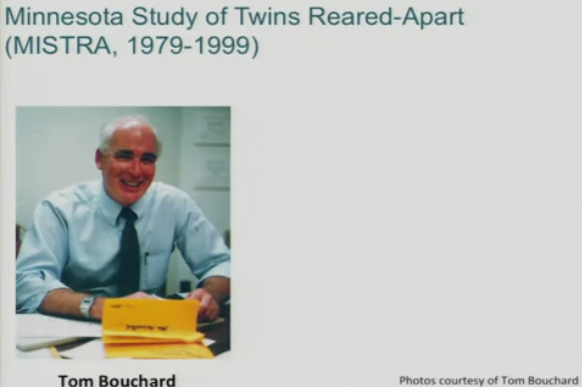 Minnesota Study of Twins Reared-Apart
(MISTRA, 1979-1999)
Tom Bouchard
Photos courtesy of Tom Bouchard